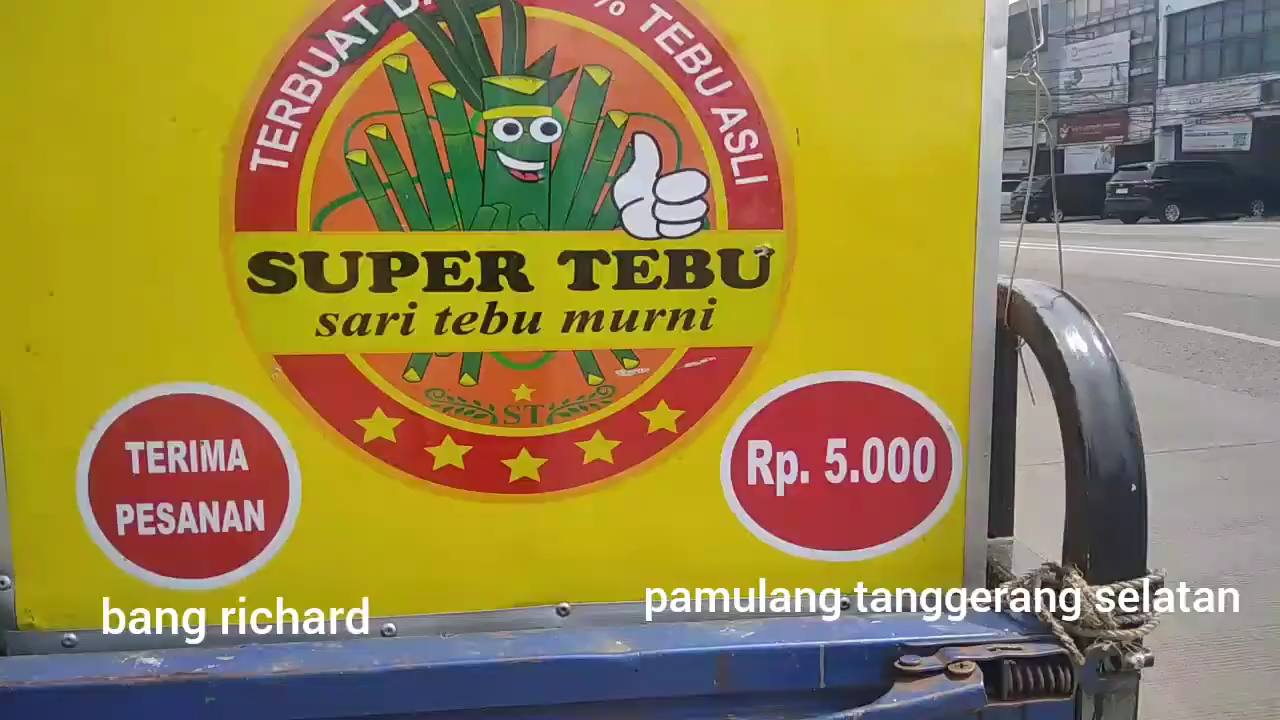 TERBUAT
% TEBU ASLI
SUPER TEBU
sari tebu murni
ST
TERIMA
PESANAN
Rp. 5.000
bang richard
pamulang tanggerang selatan